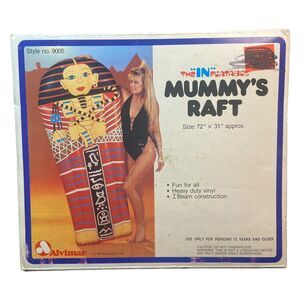 Style no. 9005
THE "IN"FLATABLES
MUMMY'S
RAFT
Size: 72" × 31" approx.
• Fun for all
• Heavy duty vinyl
• I Beam construction
Alvimar
USE ONLY FOR PERSONS 12 YEARS AND OLDER